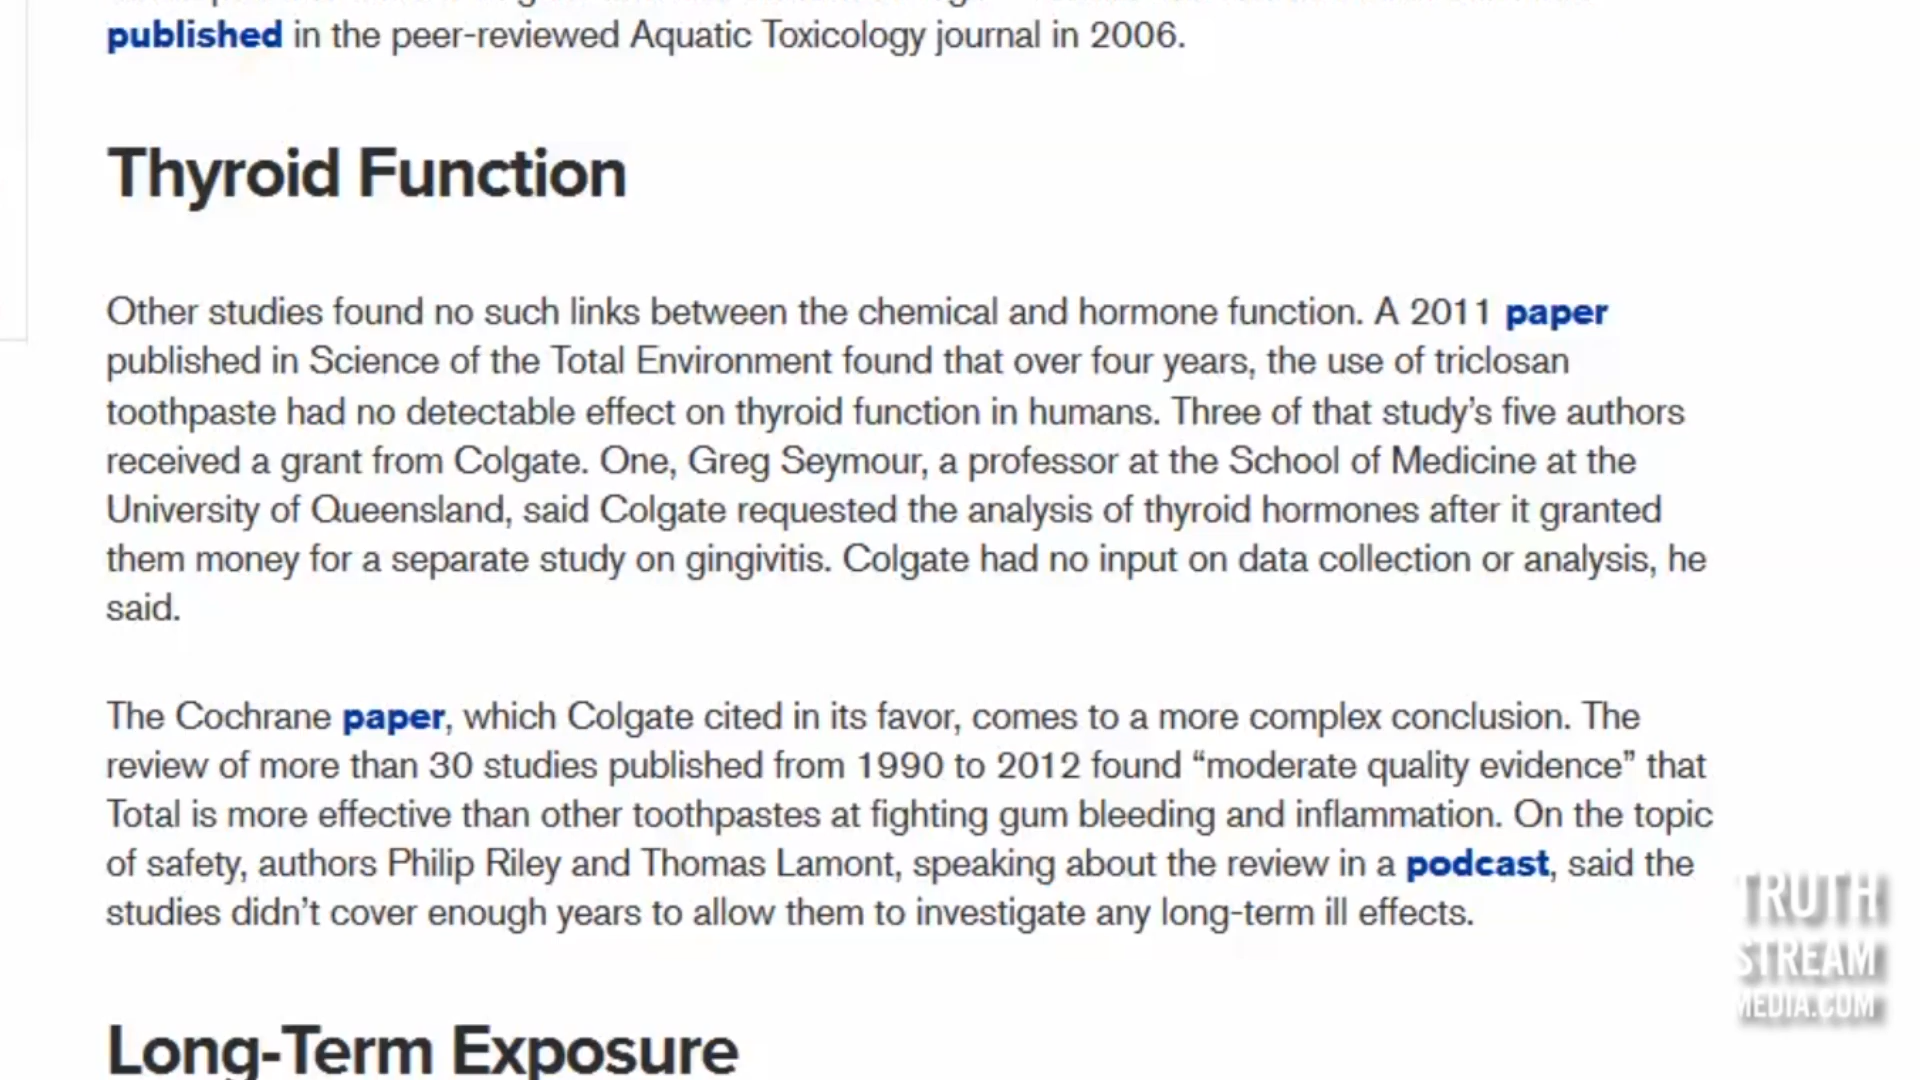 published in the peer-reviewed Aquatic Toxicology journal in 2006.
Thyroid Function
Other studies found no such links between the chemical and hormone function. A 2011 paper
published in Science of the Total Environment found that over four years, the use of triclosan
toothpaste had no detectable effect on thyroid function in humans. Three of that study’s five authors
received a grant from Colgate. One, Greg Seymour, a professor at the School of Medicine at the
University of Queensland, said Colgate requested the analysis of thyroid hormones after it granted
them money for a separate study on gingivitis. Colgate had no input on data collection or analysis, he
said.
The Cochrane paper, which Colgate cited in its favor, comes to a more complex conclusion. The
review of more than 30 studies published from 1990 to 2012 found “moderate quality evidence” that
Total is more effective than other toothpastes at fighting gum bleeding and inflammation. On the topic
of safety, authors Philip Riley and Thomas Lamont, speaking about the review in a podcast, said the
studies didn’t cover enough years to allow them to investigate any long-term ill effects.
TRUTH
STREAM
MEDIA.COM
Long-Term Exposure